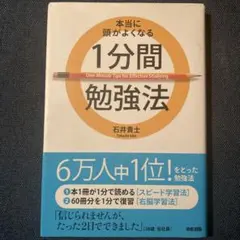 本当に
頭がよくなる
1分間
One-Minute Tips for Effective Studying
勉強法
石井貴士
6万人中1位!をとった
勉強法
①本1冊が1分で読める[スピード学習法]
②60冊分を1分で復習[右脳学習法]
「信じられませんが、
たった2日でできました」